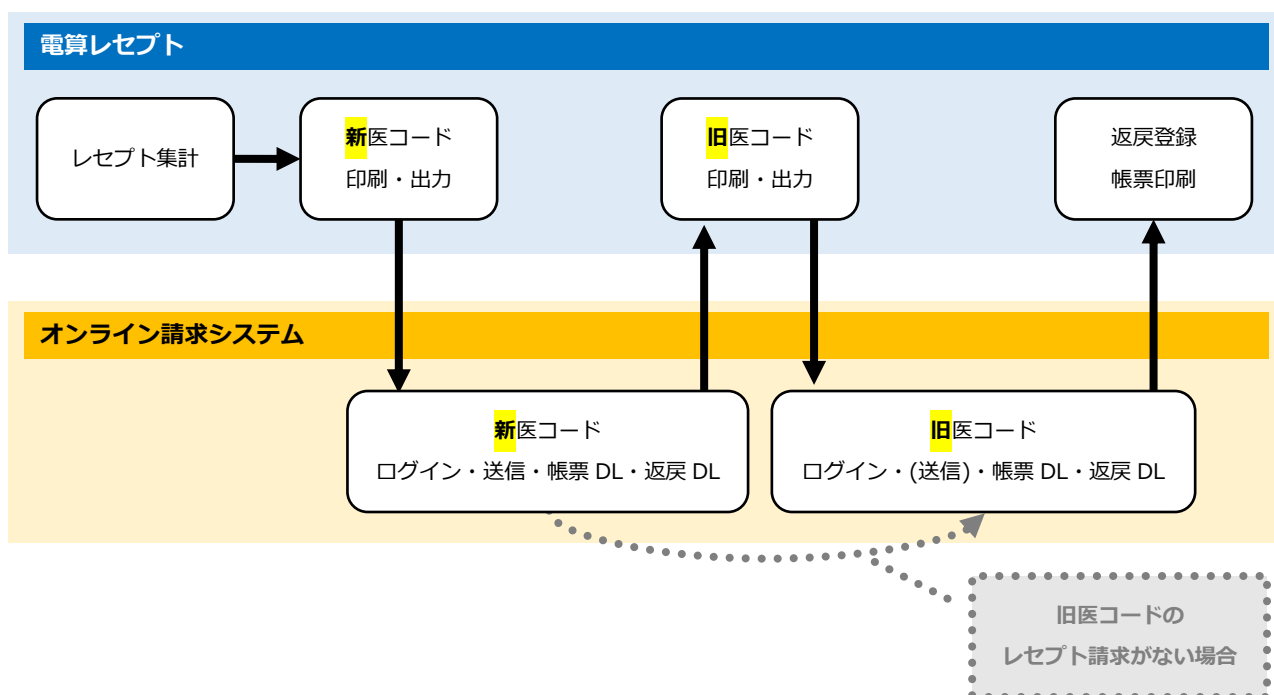 電算レセプト
レセプト集計
新医コード
印刷・出力
旧医コード
印刷・出力
返戻登録
帳票印刷
オンライン請求システム
新医コード
ログイン・送信・帳票 DL・返戻 DL
旧医コード
ログイン・(送信)・帳票 DL・返戻 DL
旧医コードの
レセプト請求がない場合